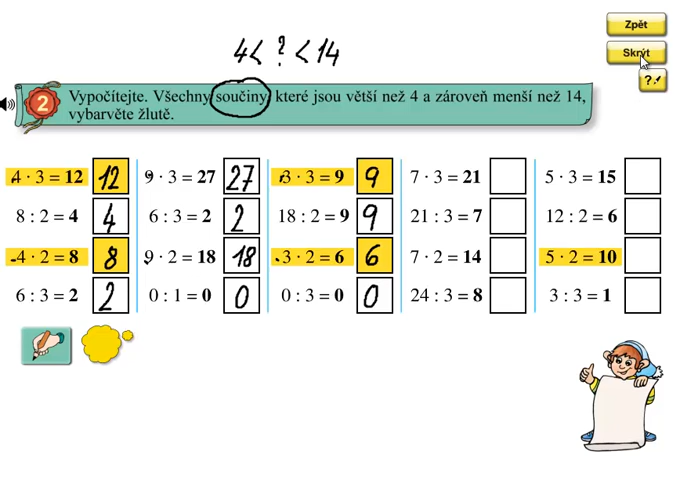 Zpět
4 < ? < 14
Skrýt
?✓
2 Vypočítejte. Všechny součiny, které jsou větší než 4 a zároveň menší než 14,
vybarvěte žlutě.
4 · 3 = 12 12 9 · 3 = 27 27 3 · 3 = 9 9 7 · 3 = 21 5 · 3 = 15
8 : 2 = 4 4 6 : 3 = 2 2 18 : 2 = 9 9 21 : 3 = 7 12 : 2 = 6
4 · 2 = 8 8 9 · 2 = 18 18 3 · 2 = 6 6 7 · 2 = 14 5 · 2 = 10
6 : 3 = 2 2 0 : 1 = 0 0 0 : 3 = 0 0 24 : 3 = 8 3 : 3 = 1